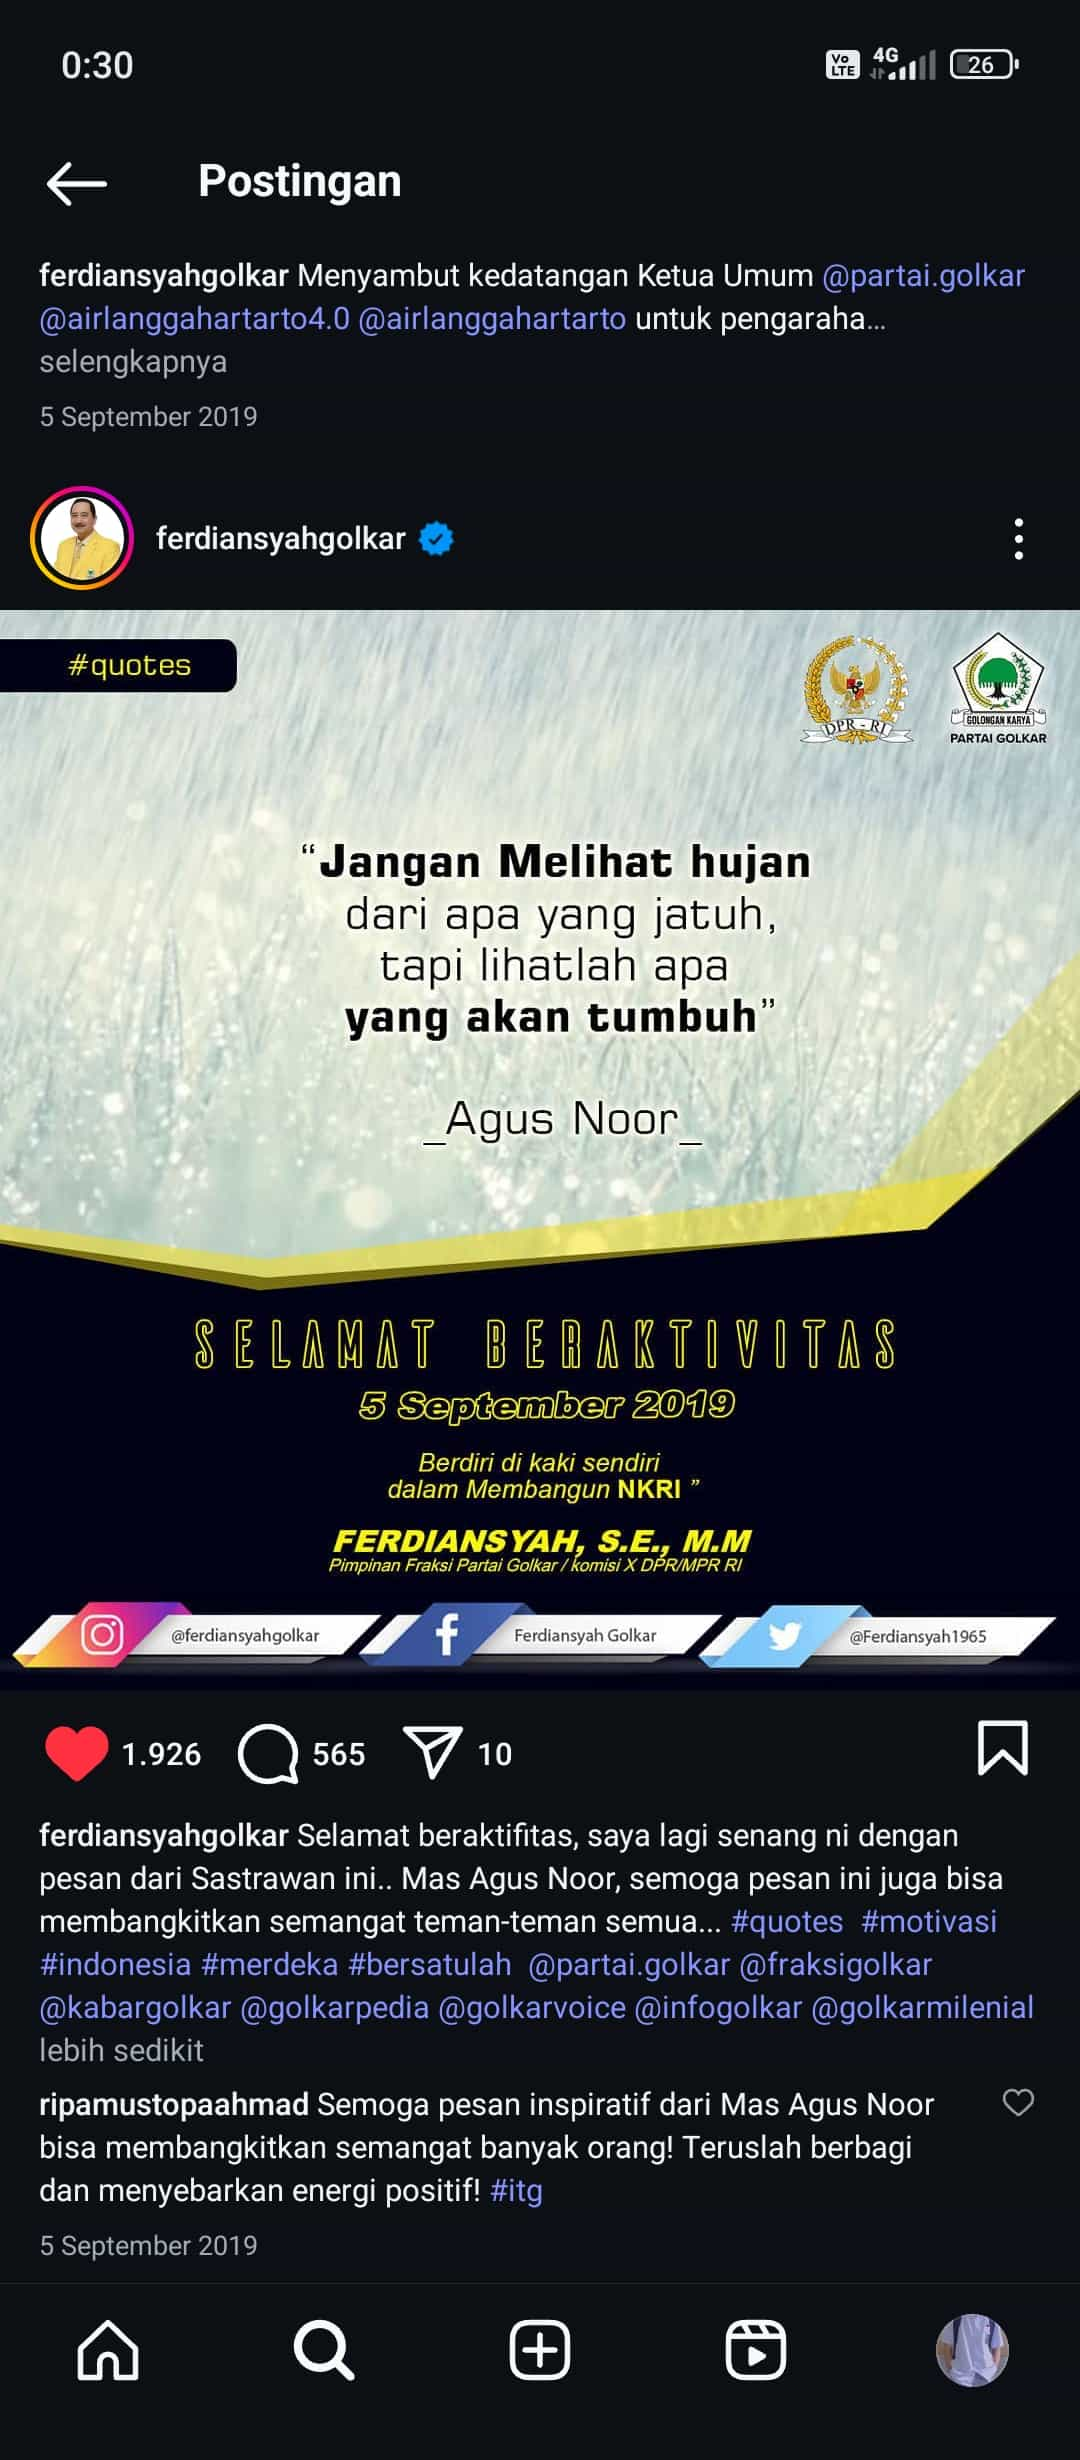 0:30
Vo LTE 4G 26
Postingan
ferdiansyahgolkar Menyambut kedatangan Ketua Umum @partai.golkar
@airlanggahartarto4.0 @airlanggahartarto untuk pengaraha...
selengkapnya
5 September 2019
ferdiansyahgolkar
#quotes
DPR - RI
GOLONGAN KARYA
PARTAI GOLKAR
“Jangan Melihat hujan
dari apa yang jatuh,
tapi lihatlah apa
yang akan tumbuh”
_Agus Noor_
SELAMAT BERAKTIVITAS
5 September 2019
Berdiri di kaki sendiri
dalam Membangun NKRI ”
FERDIANSYAH, S.E., M.M
Pimpinan Fraksi Partai Golkar / komisi X DPR/MPR RI
@ferdiansyahgolkar
Ferdiansyah Golkar
@Ferdiansyah1965
1.926 565 10
ferdiansyahgolkar Selamat beraktifitas, saya lagi senang ni dengan
pesan dari Sastrawan ini.. Mas Agus Noor, semoga pesan ini juga bisa
membangkitkan semangat teman-teman semua... #quotes #motivasi
#indonesia #merdeka #bersatulah @partai.golkar @fraksigolkar
@kabargolkar @golkarpedia @golkarvoice @infogolkar @golkarmilenial
lebih sedikit
ripamustopaahmad Semoga pesan inspiratif dari Mas Agus Noor
bisa membangkitkan semangat banyak orang! Teruslah berbagi
dan menyebarkan energi positif! #itg
5 September 2019